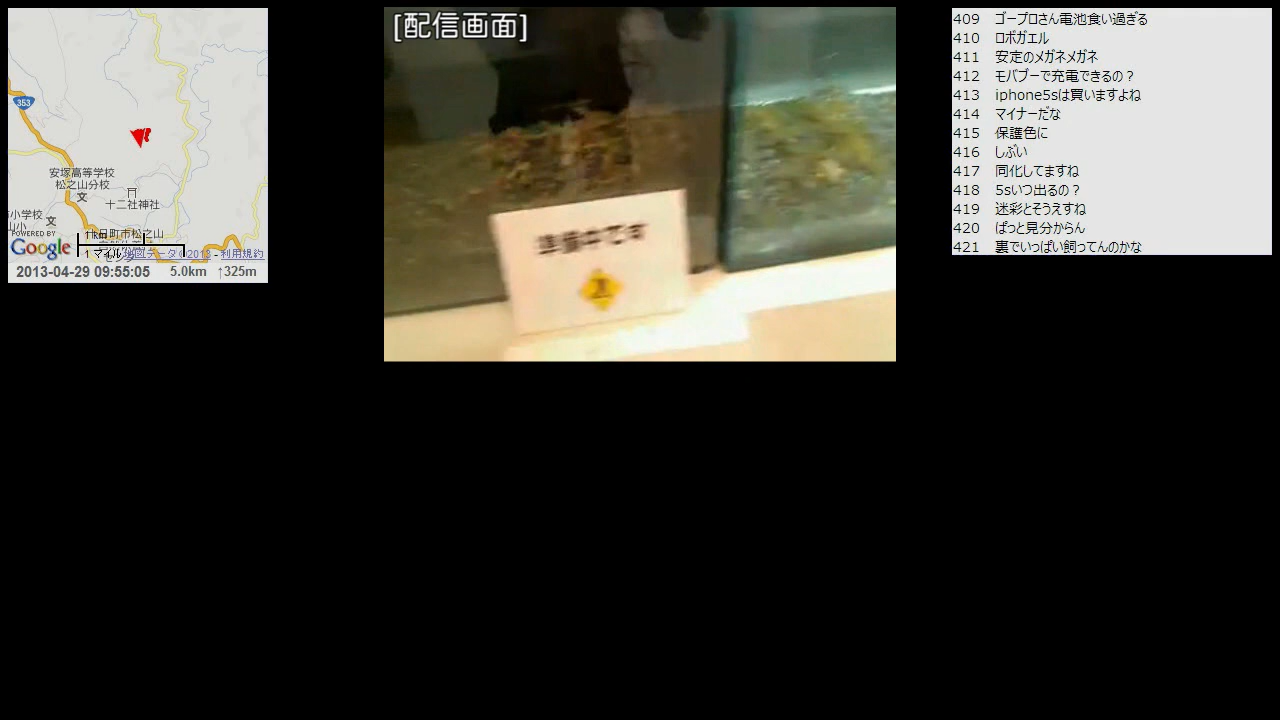 353
安塚高等学校
松之山分校
文
十二社神社
小学校 文
山小
日町市松之山
POWERED BY
Google
地図データ ©2013 - 利用規約
2013-04-29 09:55:05 5.0km ↑325m
[配信画面]
準備中です
409 ゴープロさん電池食い過ぎる
410 ロボガエル
411 安定のメガネメガネ
412 モバブーで充電できるの？
413 iphone5sは買いますよね
414 マイナーだな
415 保護色に
416 しぶい
417 同化してますね
418 5sいつ出るの？
419 迷彩とそうえすね
420 ぱっと見分からん
421 裏でいっぱい飼ってんのかな